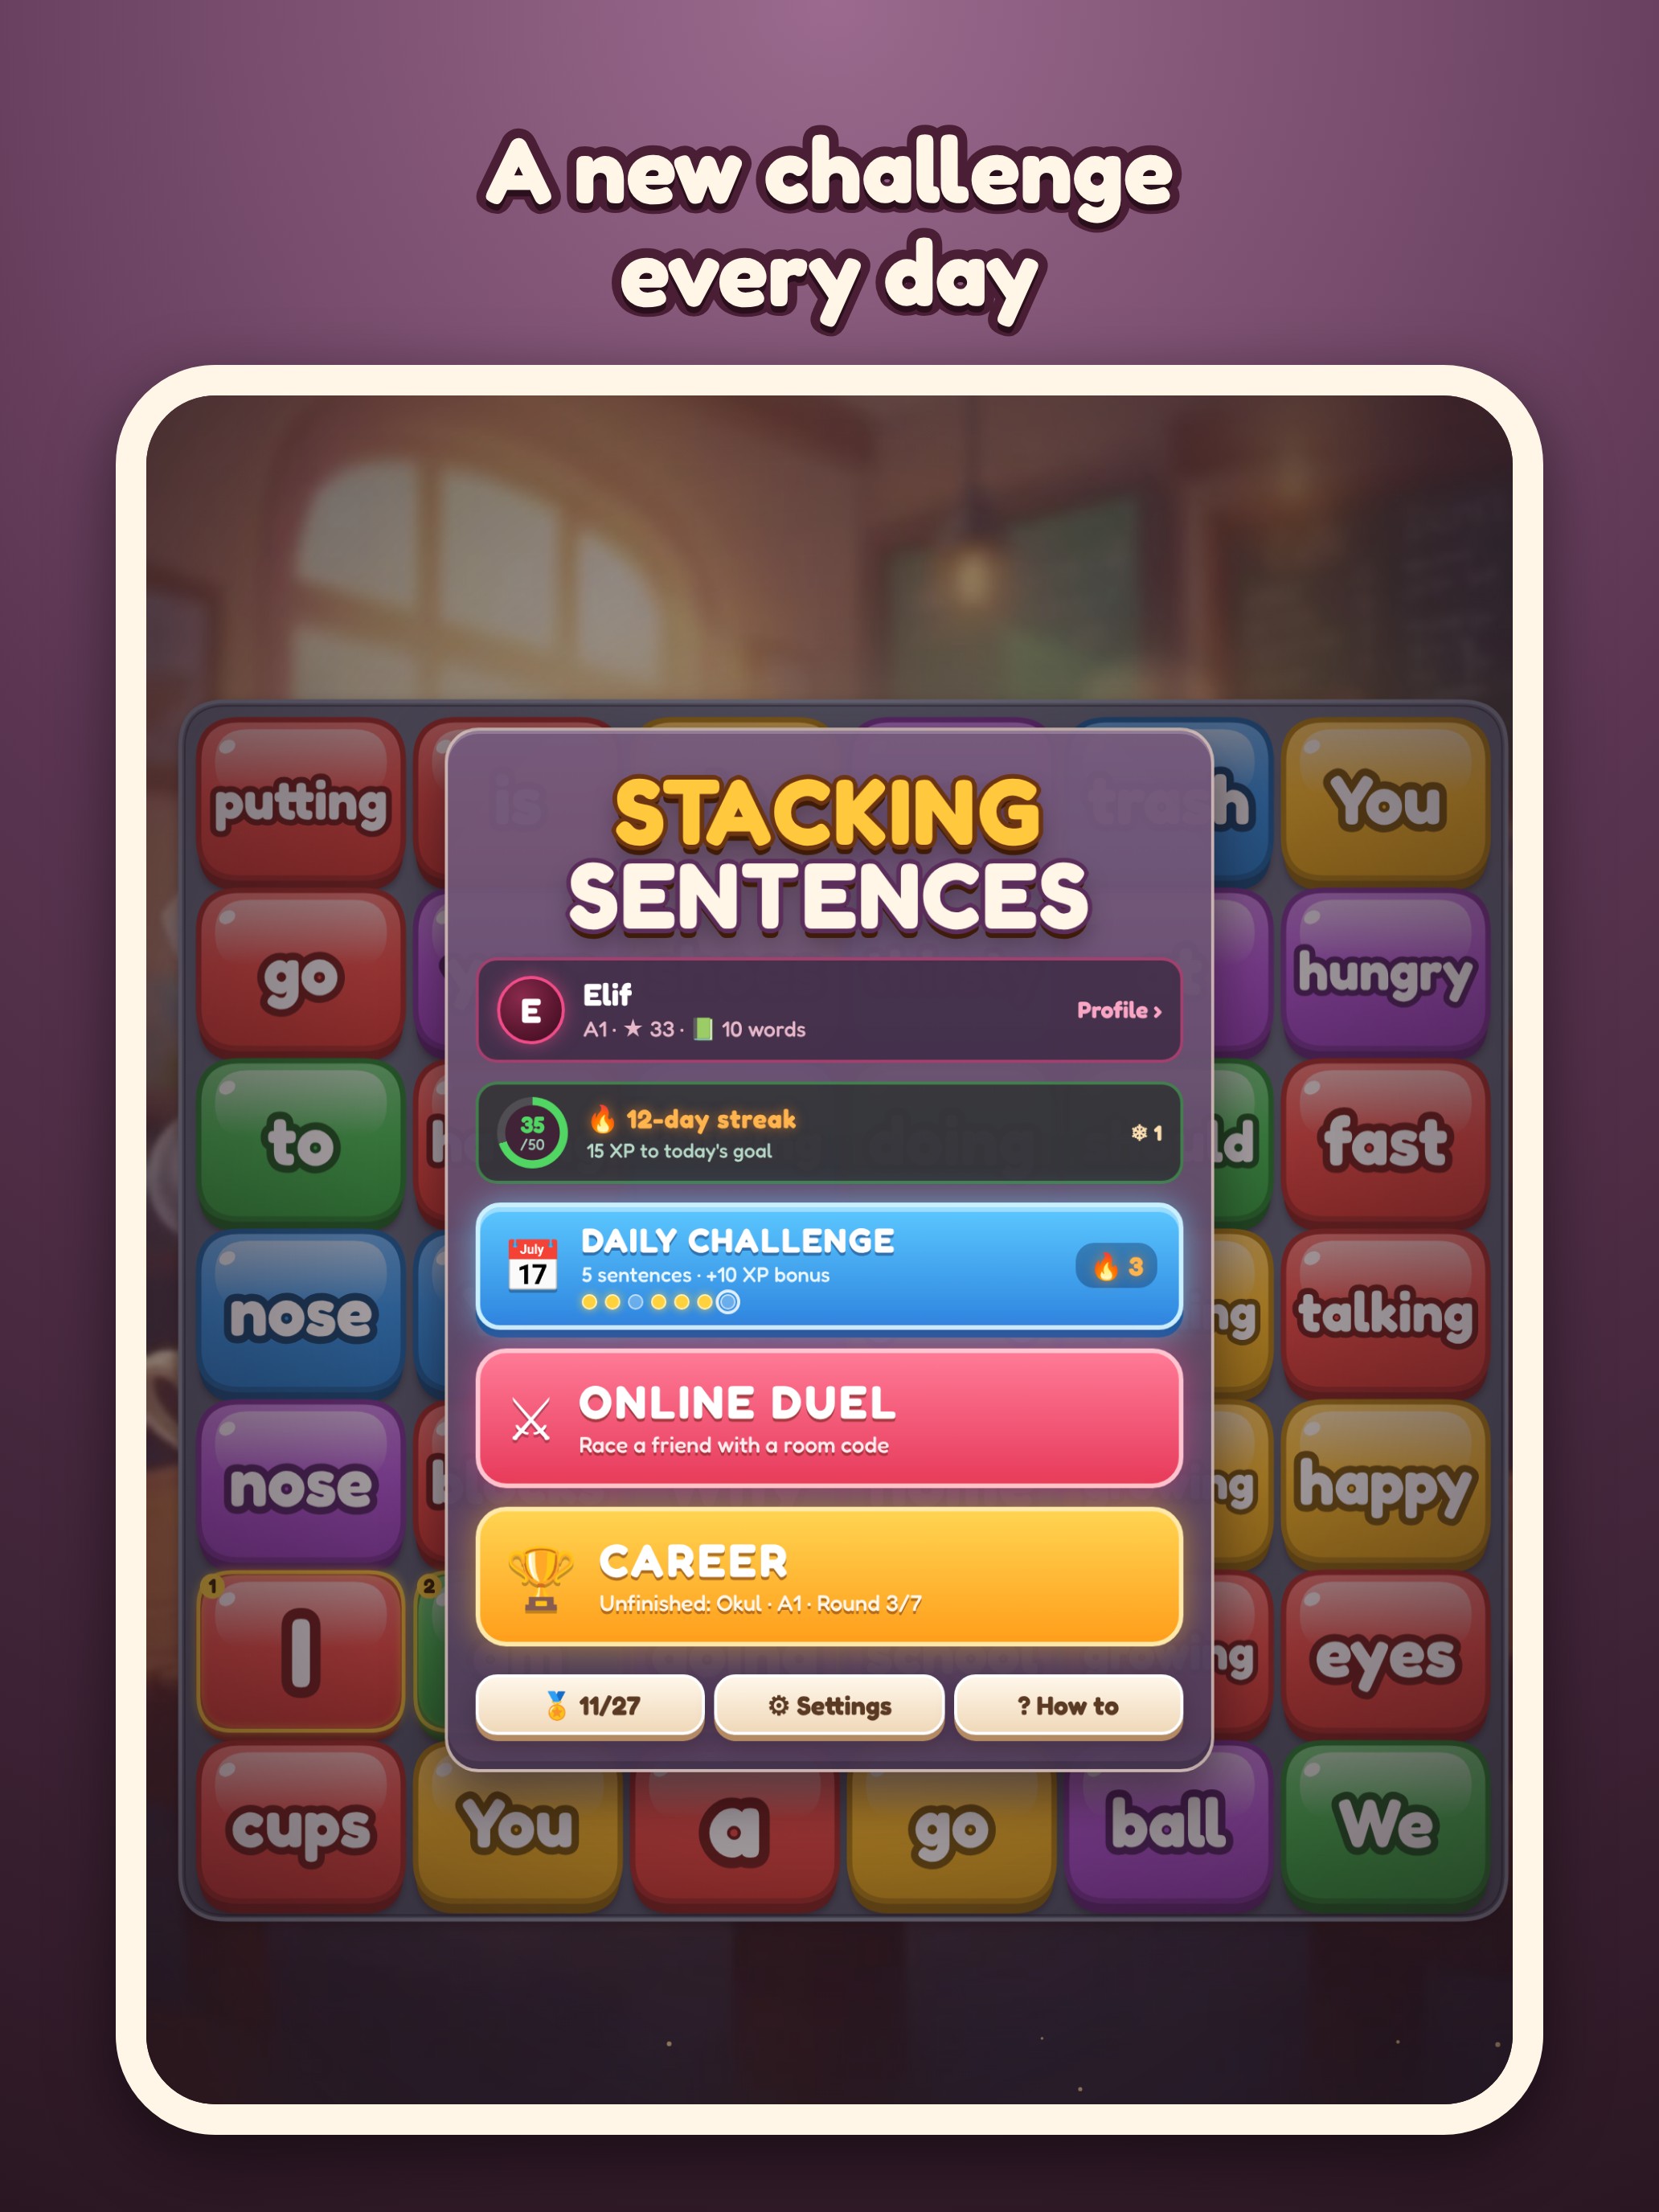 A new challenge
every day
putting
is
trash
You
STACKING
SENTENCES
go
hungry
E
Elif
A1 · ★ 33 · 📗 10 words
Profile ›
to
fast
35
/50
🔥 12-day streak
15 XP to today's goal
❄ 1
nose
talking
July
17
DAILY CHALLENGE
5 sentences · +10 XP bonus
🔥 3
nose
happy
ONLINE DUEL
Race a friend with a room code
1
I
2
eyes
CAREER
Unfinished: Okul · A1 · Round 3/7
🏅 11/27
⚙ Settings
? How to
cups
You
a
go
ball
We